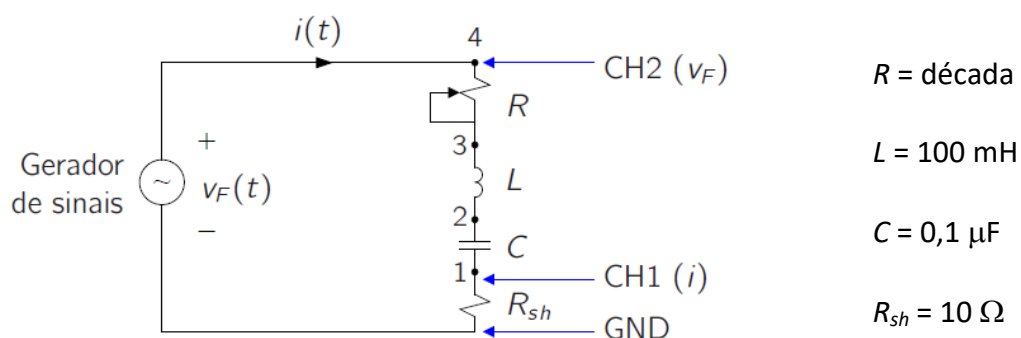 i(t)
4
CH2 (v_F)
R = década
R
3
L = 100 mH
+
Gerador
de sinais
~
v_F(t)
L
2
–
C
C = 0,1 μF
1
CH1 (i)
R_sh
R_sh = 10 Ω
GND